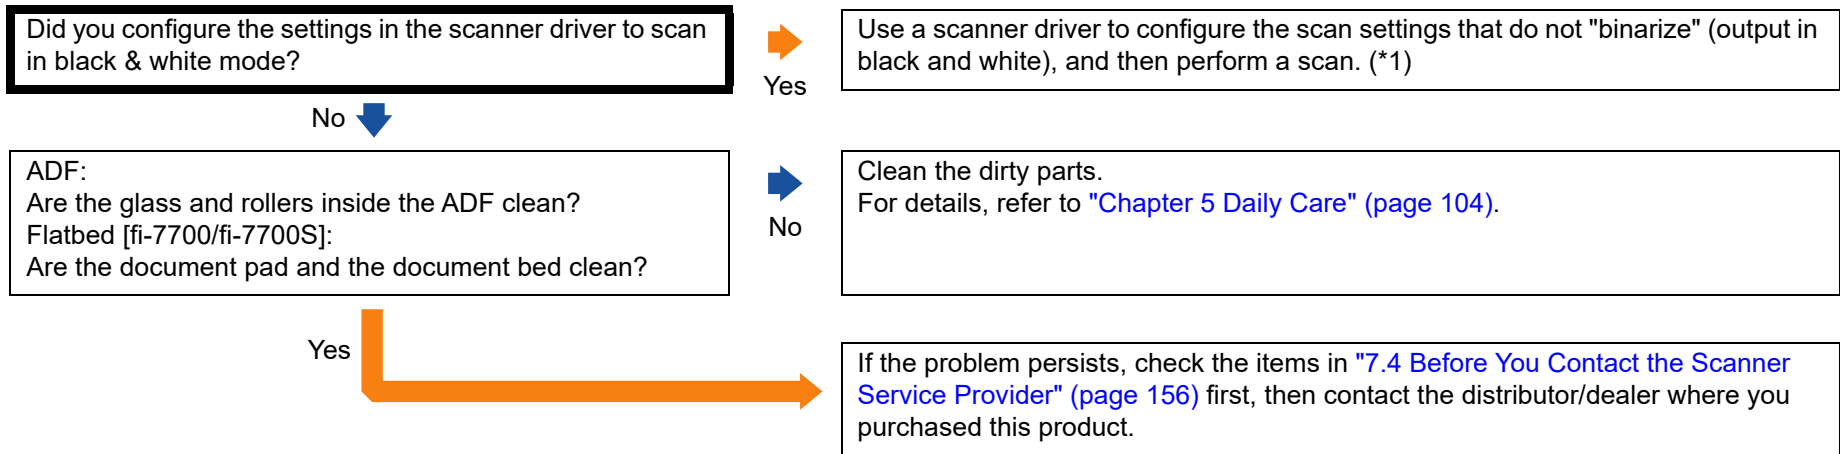 Did you configure the settings in the scanner driver to scan
in black & white mode?
Yes
Use a scanner driver to configure the scan settings that do not "binarize" (output in
black and white), and then perform a scan. (*1)
No
ADF:
Are the glass and rollers inside the ADF clean?
Flatbed [fi-7700/fi-7700S]:
Are the document pad and the document bed clean?
No
Clean the dirty parts.
For details, refer to "Chapter 5 Daily Care" (page 104).
Yes
If the problem persists, check the items in "7.4 Before You Contact the Scanner
Service Provider" (page 156) first, then contact the distributor/dealer where you
purchased this product.